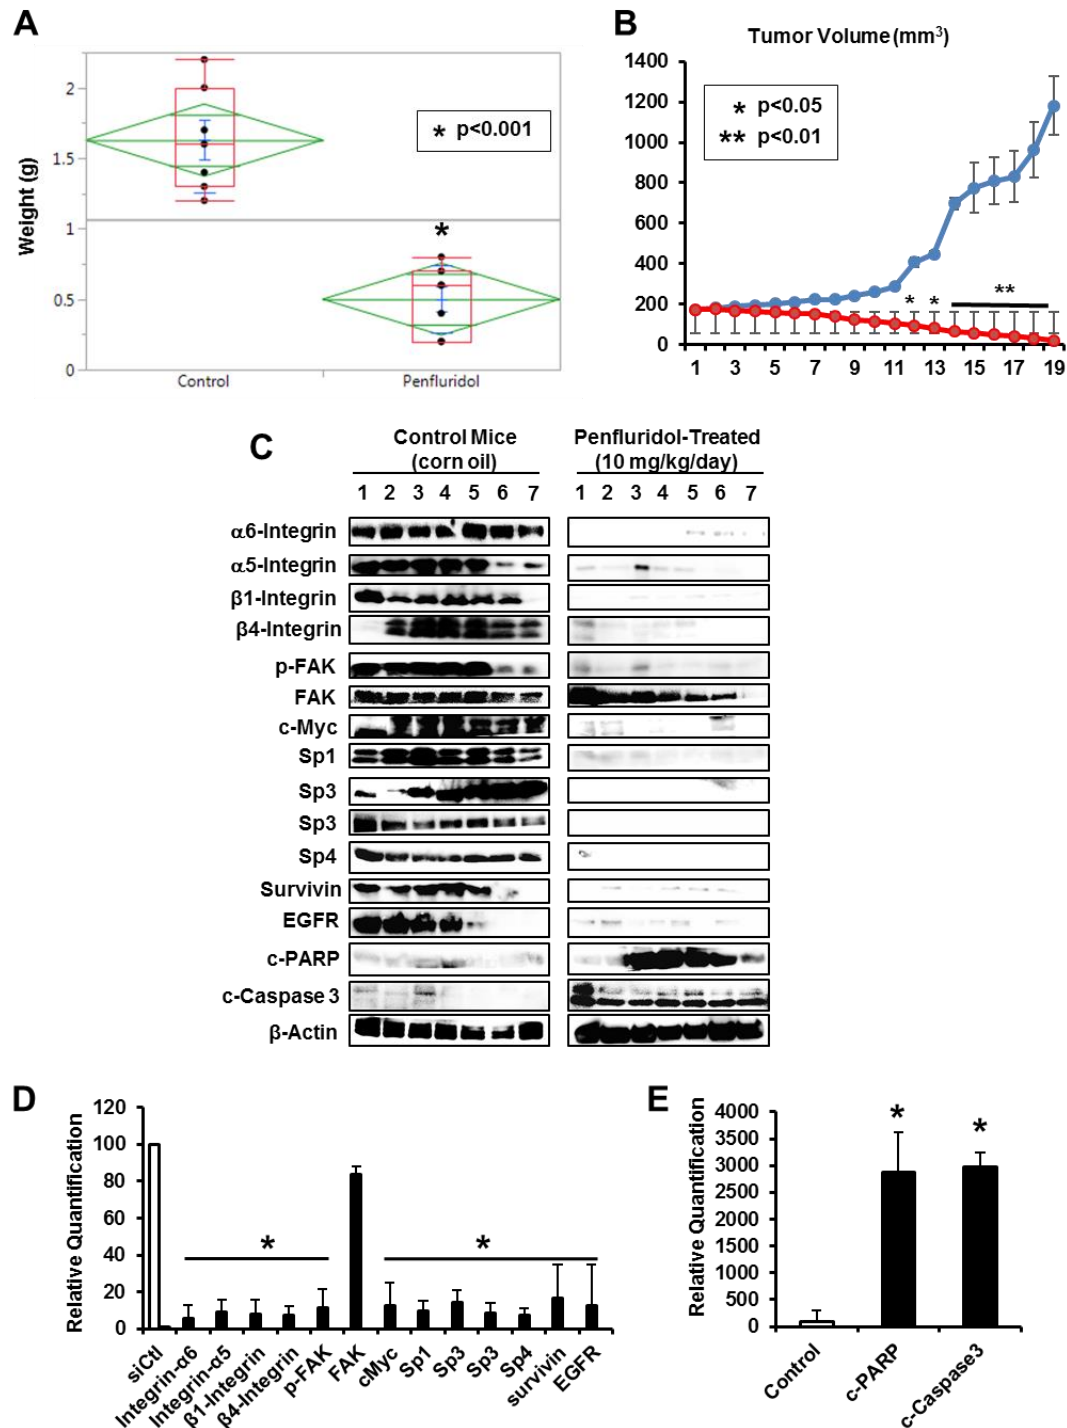 A
Weight (g)
2
1.5
1
0.5
0
* p<0.001
*
Control
Penfluridol
B
Tumor Volume (mm³)
1400
1200
1000
800
600
400
200
0
* p<0.05
** p<0.01
* * **
1 3 5 7 9 11 13 15 17 19
C
Control Mice
(corn oil)
Penfluridol-Treated
(10 mg/kg/day)
1 2 3 4 5 6 7
1 2 3 4 5 6 7
α6-Integrin
α5-Integrin
β1-Integrin
β4-Integrin
p-FAK
FAK
c-Myc
Sp1
Sp3
Sp3
Sp4
Survivin
EGFR
c-PARP
c-Caspase 3
β-Actin
D
Relative Quantification
120
100
80
60
40
20
0
*
*
siCtl
Integrin-α6
Integrin-α5
β1-Integrin
β4-Integrin
p-FAK
FAK
cMyc
Sp1
Sp3
Sp3
Sp4
survivin
EGFR
E
Relative Quantification
4000
3500
3000
2500
2000
1500
1000
500
0
*
*
Control
c-PARP
c-Caspase3